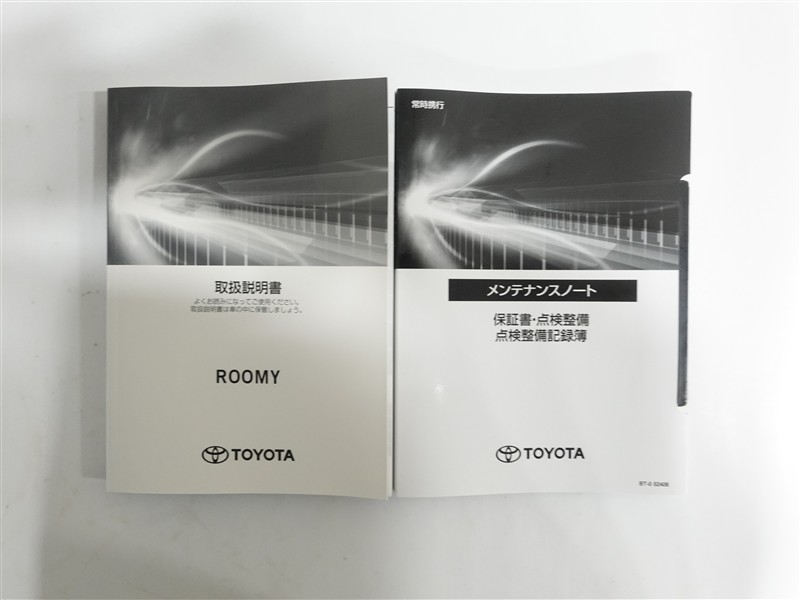 取扱説明書
よくお読みになってご使用ください。
取扱説明書は車の中に保管しましょう。
ROOMY
TOYOTA
常時携行
メンテナンスノート
保証書・点検整備
点検整備記録簿
TOYOTA